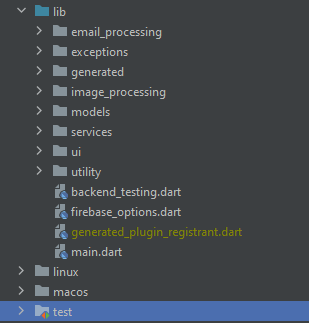 lib
email_processing
exceptions
generated
image_processing
models
services
ui
utility
backend_testing.dart
firebase_options.dart
generated_plugin_registrant.dart
main.dart
linux
macos
test